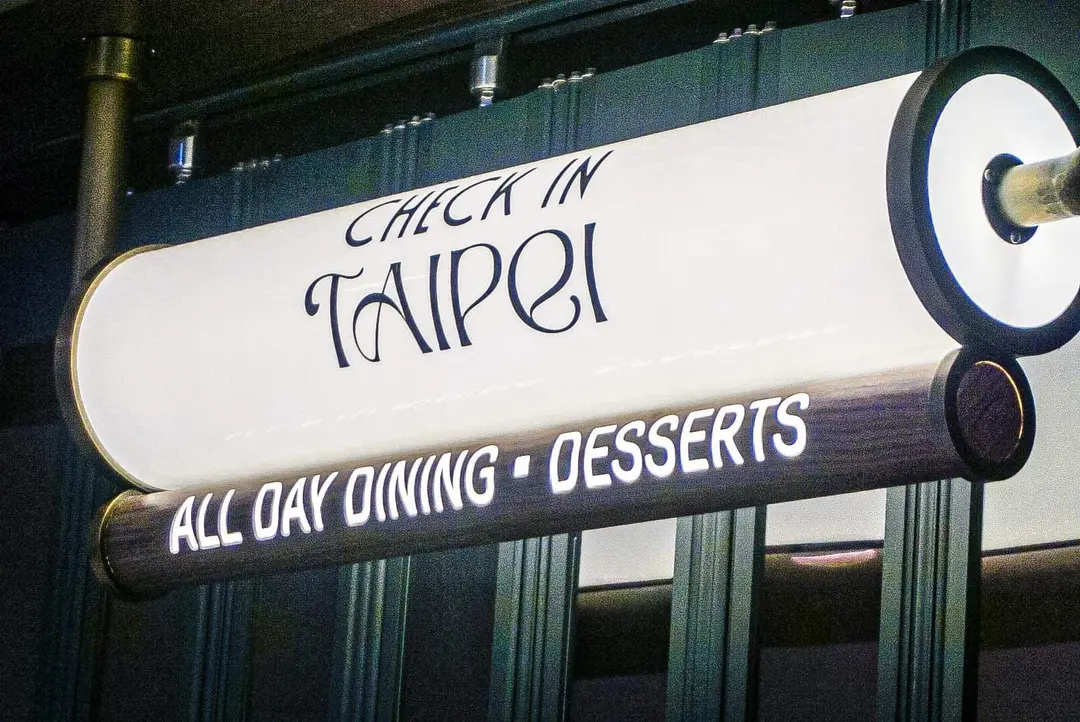 CHECK IN
TAIPEI
ALL DAY DINING ▪ DESSERTS